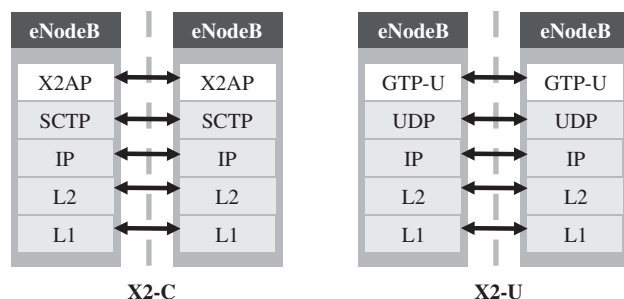 eNodeB eNodeB eNodeB eNodeB
X2AP X2AP GTP-U GTP-U
SCTP SCTP UDP UDP
IP IP IP IP
L2 L2 L2 L2
L1 L1 L1 L1
X2-C X2-U